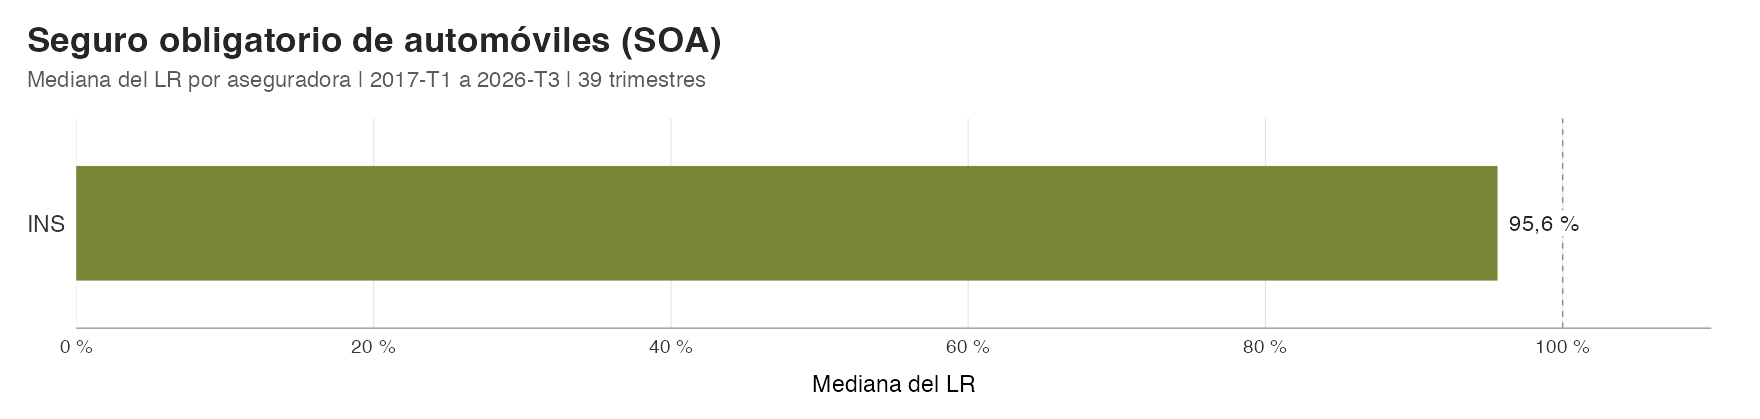 Seguro obligatorio de automóviles (SOA)
Mediana del LR por aseguradora | 2017-T1 a 2026-T3 | 39 trimestres
INS
95,6 %
0 %
20 %
40 %
60 %
80 %
100 %
Mediana del LR